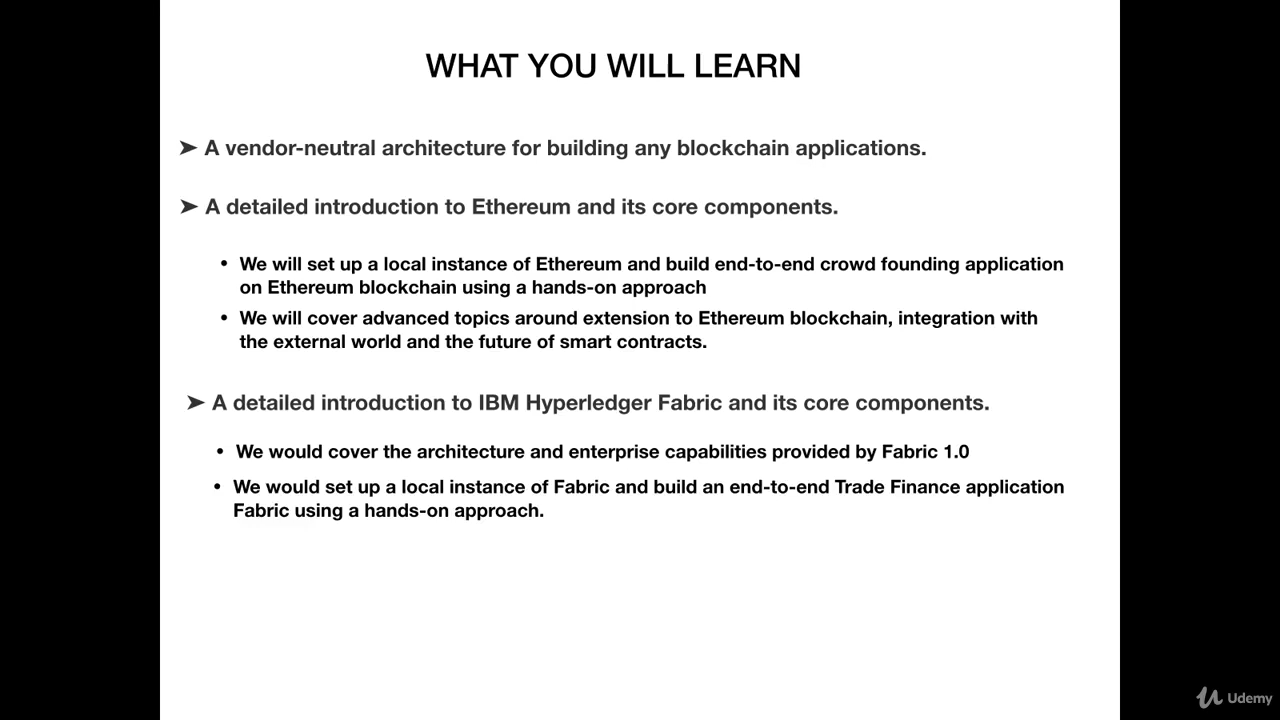 WHAT YOU WILL LEARN
➤ A vendor-neutral architecture for building any blockchain applications.
➤ A detailed introduction to Ethereum and its core components.
• We will set up a local instance of Ethereum and build end-to-end crowd founding application
on Ethereum blockchain using a hands-on approach
• We will cover advanced topics around extension to Ethereum blockchain, integration with
the external world and the future of smart contracts.
➤ A detailed introduction to IBM Hyperledger Fabric and its core components.
• We would cover the architecture and enterprise capabilities provided by Fabric 1.0
• We would set up a local instance of Fabric and build an end-to-end Trade Finance application
Fabric using a hands-on approach.
Udemy